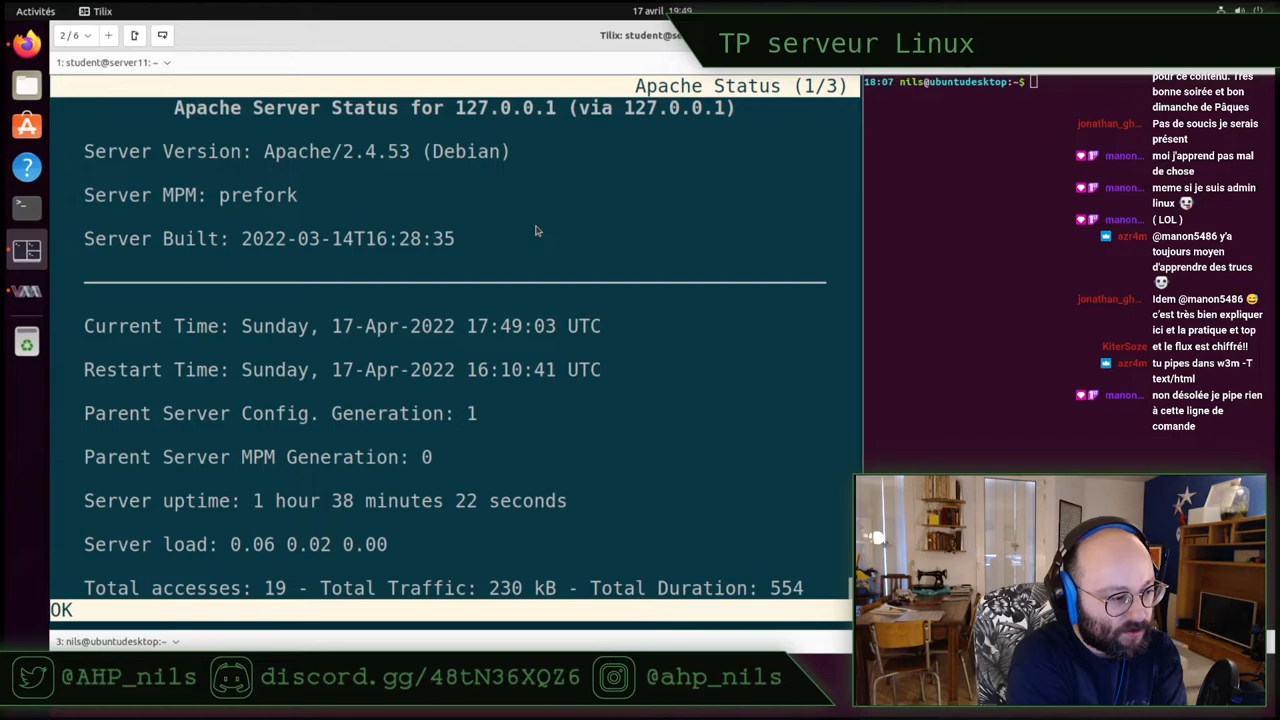 Activités Tilix 17 avril 19:49
TP serveur Linux
2/6 Tilix: student@se
1: student@server11: ~
Apache Status (1/3)
Apache Server Status for 127.0.0.1 (via 127.0.0.1)
Server Version: Apache/2.4.53 (Debian)
Server MPM: prefork
Server Built: 2022-03-14T16:28:35
Current Time: Sunday, 17-Apr-2022 17:49:03 UTC
Restart Time: Sunday, 17-Apr-2022 16:10:41 UTC
Parent Server Config. Generation: 1
Parent Server MPM Generation: 0
Server uptime: 1 hour 38 minutes 22 seconds
Server load: 0.06 0.02 0.00
Total accesses: 19 - Total Traffic: 230 kB - Total Duration: 554
OK
3: nils@ubuntudesktop:~
18:07 nils@ubuntudesktop:~$
pour ce contenu. Très
bonne soirée et bon
dimanche de Pâques
jonathan_gh... Pas de soucis je serais
présent
manon... moi j'apprend pas mal
de chose
manon... meme si je suis admin
linux
manon... ( LOL )
azr4m @manon5486 y'a
toujours moyen
d'apprendre des trucs
jonathan_gh... Idem @manon5486 😅
c'est très bien expliquer
ici et la pratique et top
KiterSoze et le flux est chiffré!!
azr4m tu pipes dans w3m -T
text/html
manon... non désolée je pipe rien
à cette ligne de
comande
@AHP_nils discord.gg/48tN36XQZ6 @ahp_nils